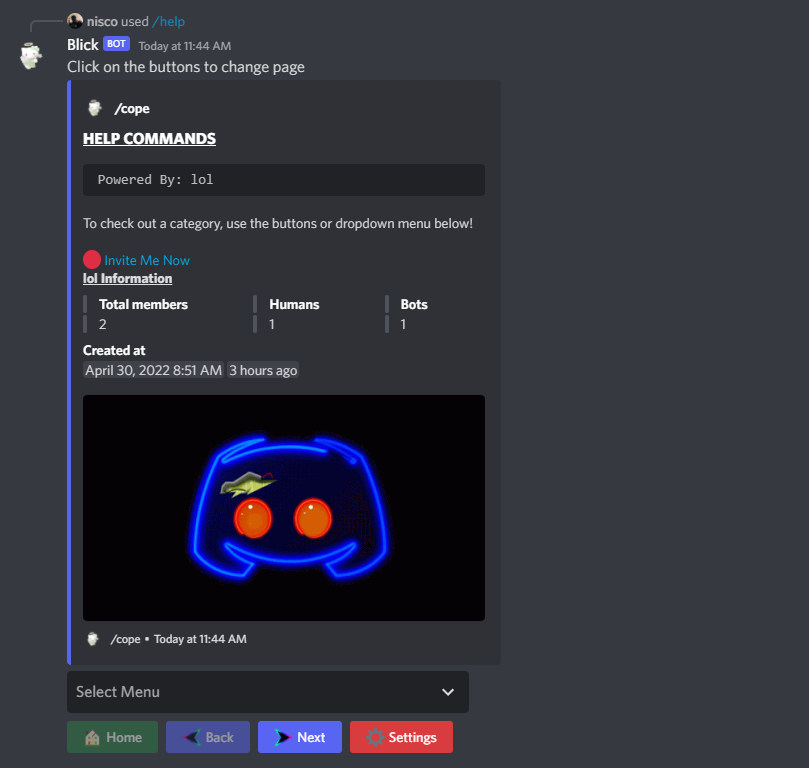 nisco used /help
Blick BOT Today at 11:44 AM
Click on the buttons to change page
/cope
HELP COMMANDS
Powered By: lol
To check out a category, use the buttons or dropdown menu below!
Invite Me Now
lol Information
Total members Humans Bots
2 1 1
Created at
April 30, 2022 8:51 AM 3 hours ago
/cope • Today at 11:44 AM
Select Menu
Home Back Next Settings